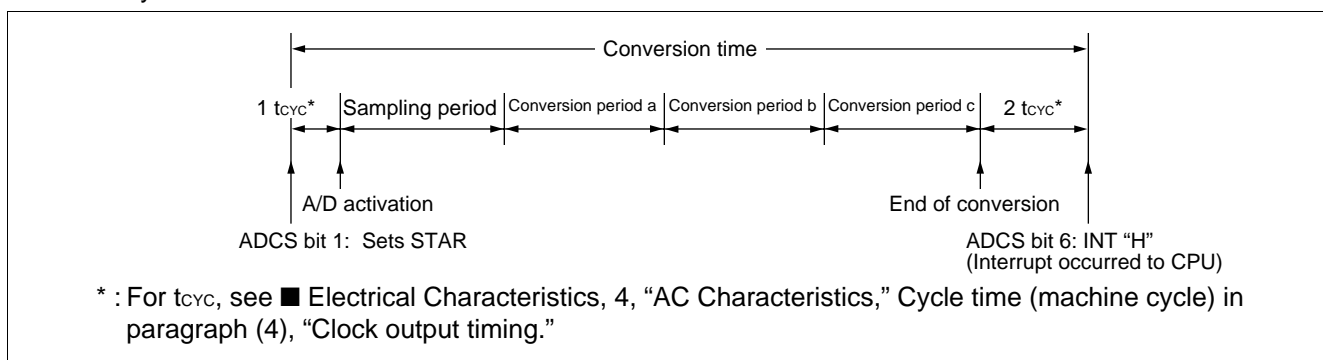 Conversion time
1 tCYC* Sampling period Conversion period a Conversion period b Conversion period c 2 tCYC*
A/D activation End of conversion
ADCS bit 1: Sets STAR ADCS bit 6: INT “H”
(Interrupt occurred to CPU)
* : For tCYC, see ■ Electrical Characteristics, 4, “AC Characteristics,” Cycle time (machine cycle) in
paragraph (4), “Clock output timing.”